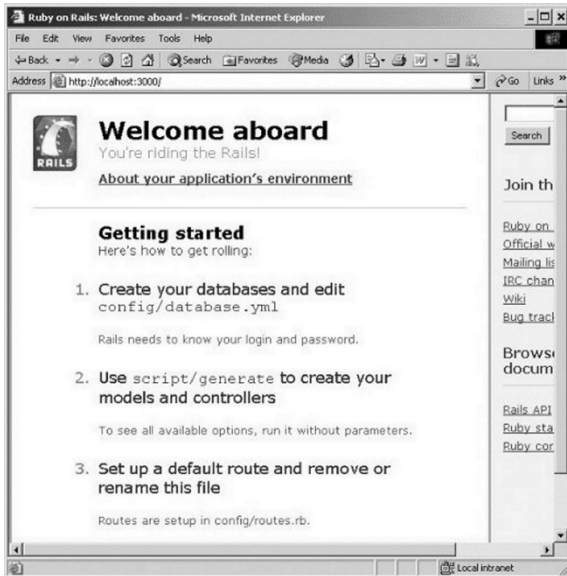 Ruby on Rails: Welcome aboard - Microsoft Internet Explorer
File Edit View Favorites Tools Help
Back Search Favorites Media
Address http://localhost:3000/ Go Links »
RAILS
Welcome aboard
You're riding the Rails!
About your application's environment
Getting started
Here's how to get rolling:
1. Create your databases and edit
config/database.yml
Rails needs to know your login and password.
2. Use script/generate to create your
models and controllers
To see all available options, run it without parameters.
3. Set up a default route and remove or
rename this file
Routes are setup in config/routes.rb.
Search
Join th
Ruby on
Official w
Mailing lis
IRC chan
Wiki
Bug track
Browse
docum
Rails API
Ruby sta
Ruby cor
Local intranet